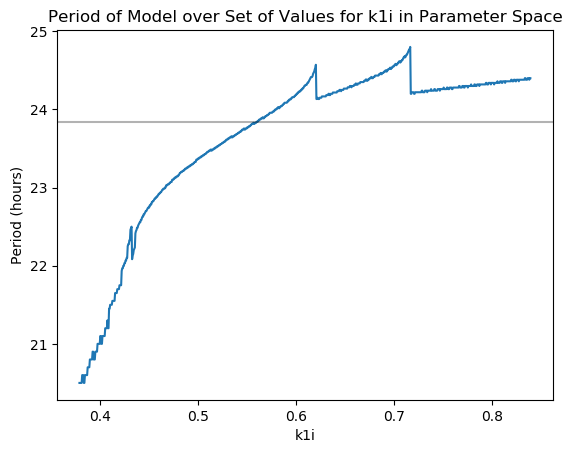 Period of Model over Set of Values for k1i in Parameter Space
25
24
23
22
21
Period (hours)
0.4 0.5 0.6 0.7 0.8
k1i